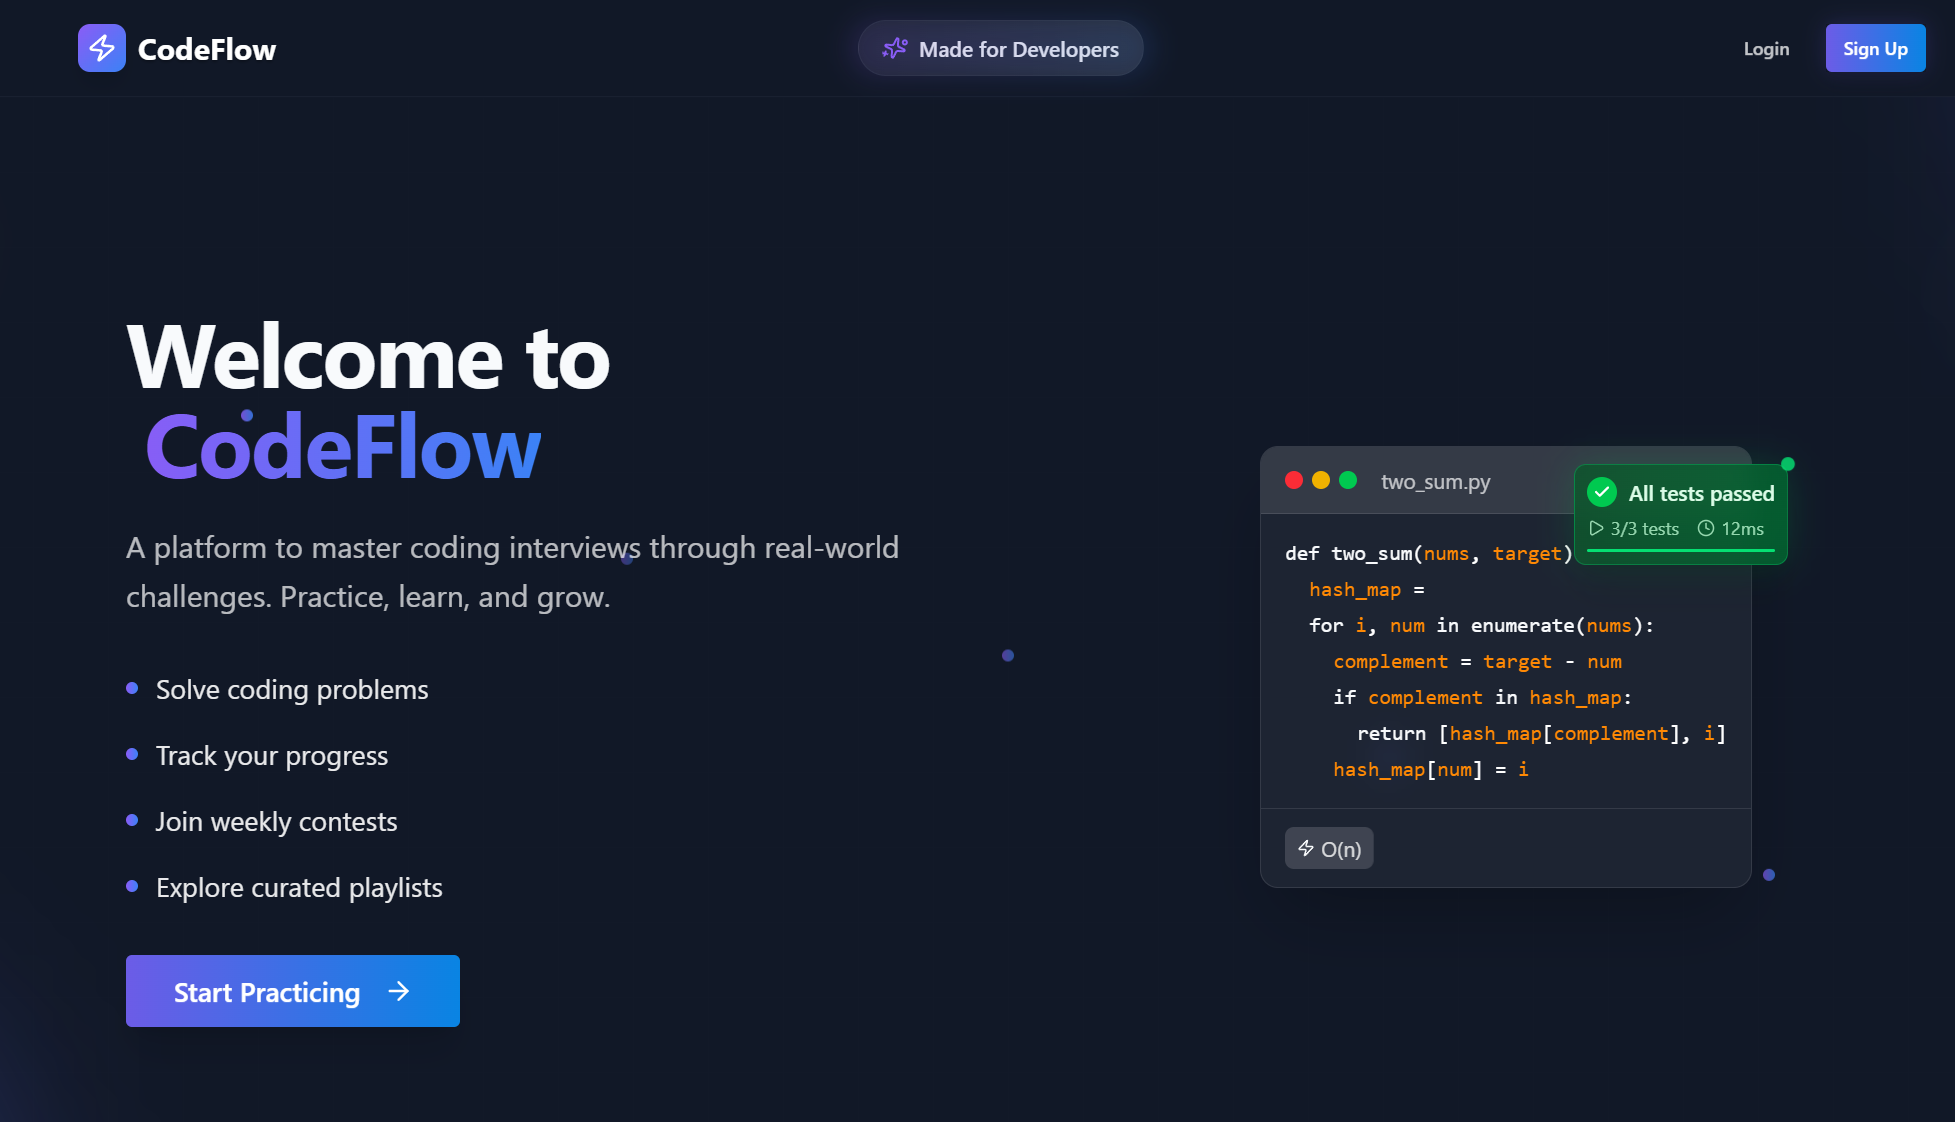 CodeFlow
Made for Developers
Login
Sign Up
Welcome to
CodeFlow
A platform to master coding interviews through real-world
challenges. Practice, learn, and grow.
Solve coding problems
Track your progress
Join weekly contests
Explore curated playlists
Start Practicing
two_sum.py
All tests passed
3/3 tests
12ms
def two_sum(nums, target)
hash_map =
for i, num in enumerate(nums):
complement = target - num
if complement in hash_map:
return [hash_map[complement], i]
hash_map[num] = i
O(n)